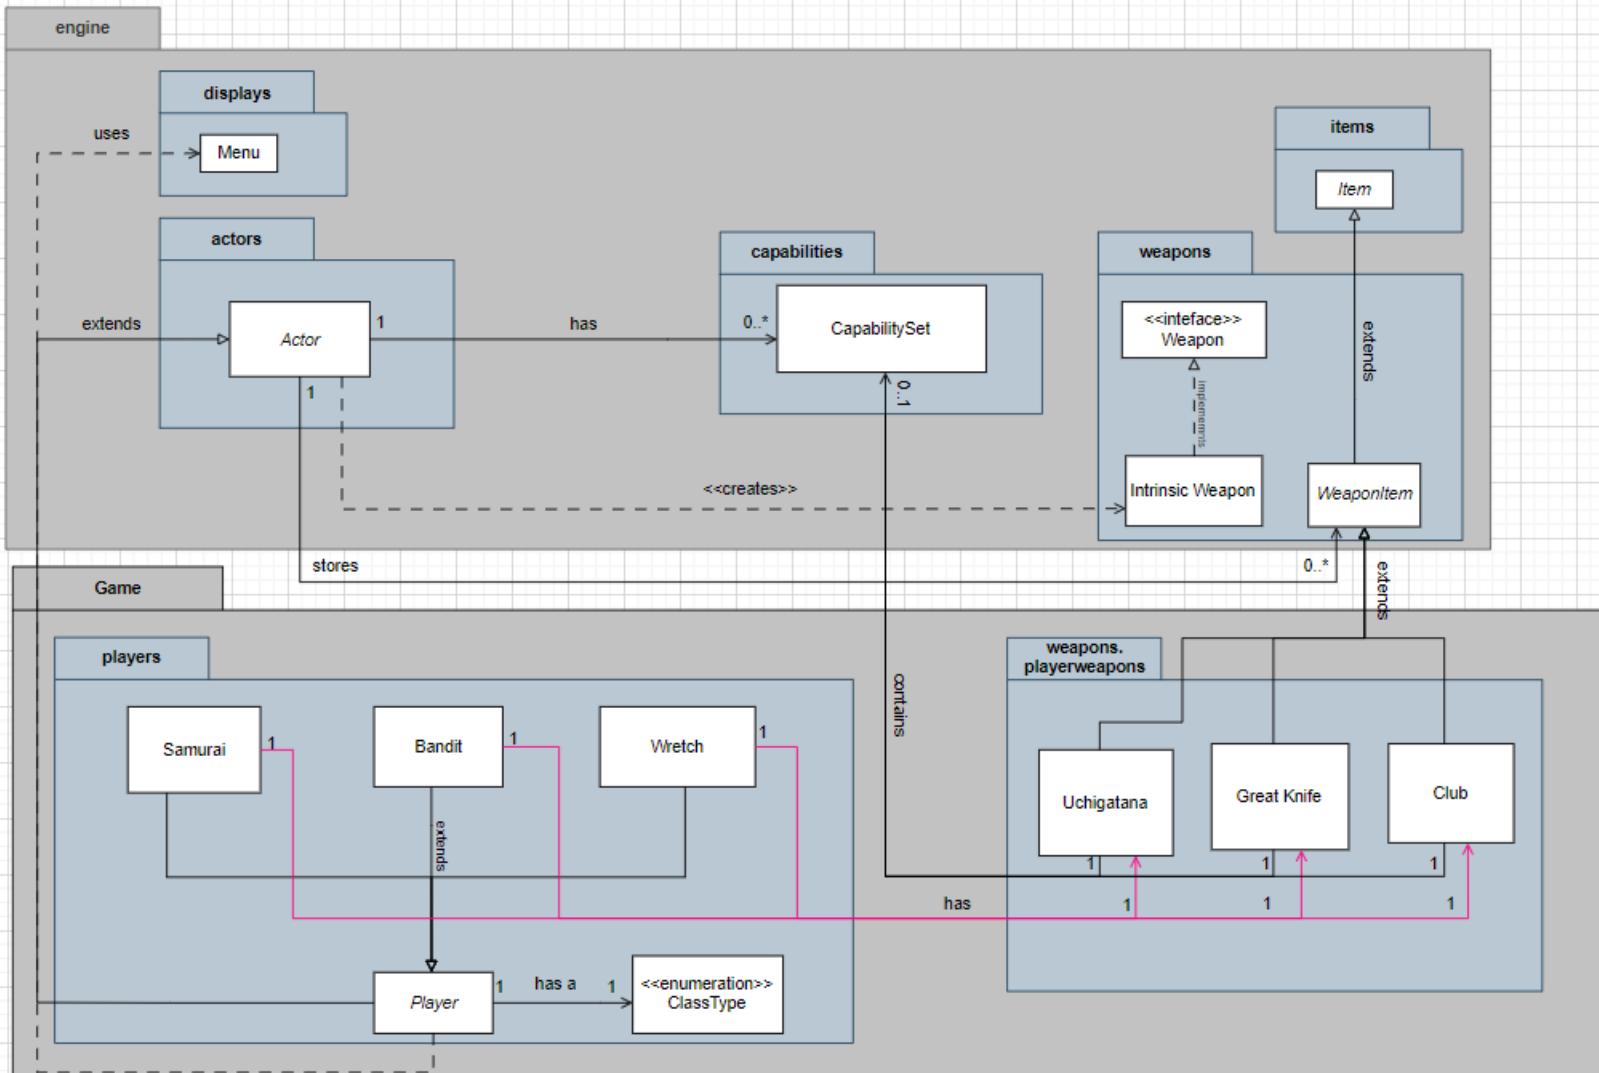 engine
displays
uses
Menu
items
Item
actors
capabilities
weapons
extends
Actor
1
has
0..*
CapabilitySet
<<inteface>>
Weapon
extends
1
0..1
implememnts
<<creates>>
Intrinsic Weapon
WeaponItem
stores
0..*
extends
Game
players
weapons.
playerweapons
contains
Samurai
1
Bandit
1
Wretch
1
Uchigatana
Great Knife
Club
extends
1
1
1
has
1
1
1
Player
1
has a
1
<<enumeration>>
ClassType